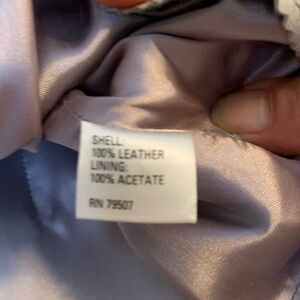 SHELL:
100% LEATHER
LINING:
100% ACETATE
RN 79507